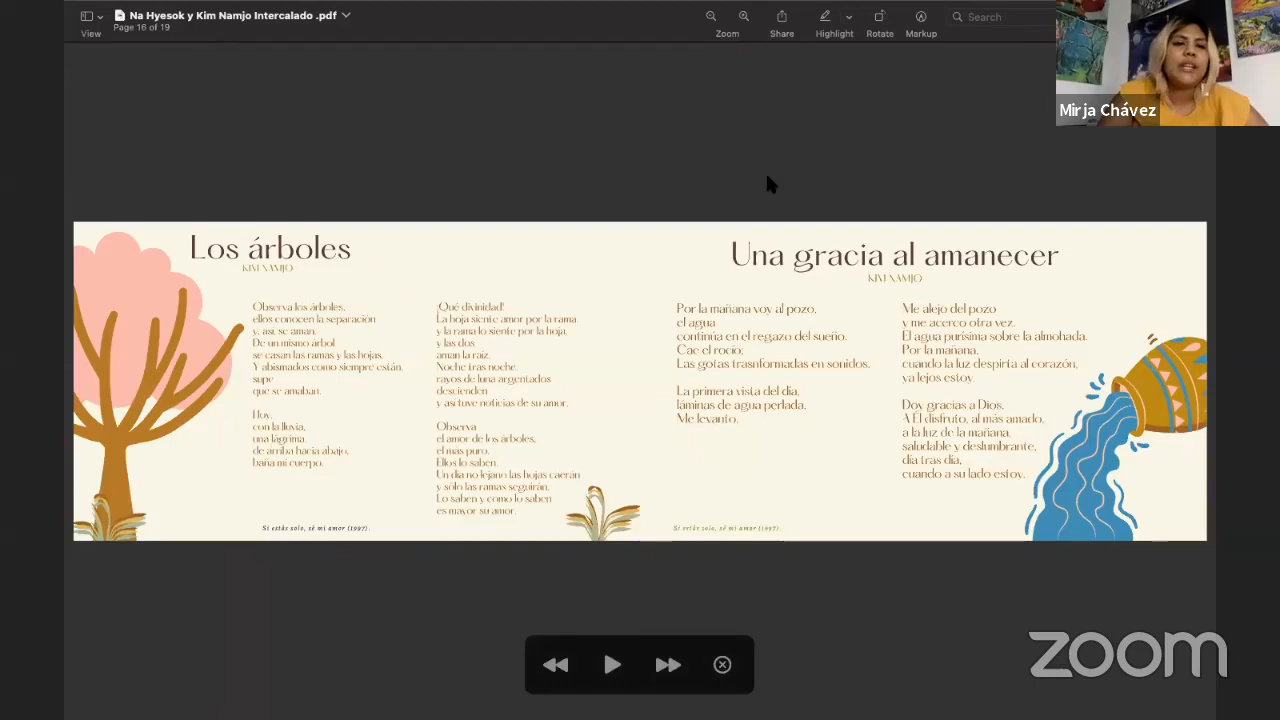 Na Hyesok y Kim Namjo Intercalado .pdf
Page 16 of 19
View
Zoom
Share
Highlight
Rotate
Markup
Search
Mirja Chávez
Los árboles
KIM NAMJO
Observa los árboles,
ellos conocen la separación
y, así, se aman.
De un mismo árbol
se casan las ramas y las hojas.
Y abismados como siempre están,
supe
que se amaban.
Hoy,
con la lluvia,
una lágrima,
de arriba hacia abajo,
baña mi cuerpo.
¡Qué divinidad!
La hoja siente amor por la rama
y la rama lo siente por la hoja,
y las dos
aman la raíz.
Noche tras noche,
rayos de luna argentados
descienden
y así tuve noticias de su amor.
Observa
el amor de los árboles,
el más puro.
Ellos lo saben.
Un día no lejano las hojas caerán
y sólo las ramas seguirán.
Lo saben y como lo saben
es mayor su amor.
Si estás solo, sé mi amor (1997).
Una gracia al amanecer
KIM NAMJO
Por la mañana voy al pozo,
el agua
continúa en el regazo del sueño.
Cae el rocío:
Las gotas trasnformadas en sonidos.
La primera vista del día,
láminas de agua perlada.
Me levanto.
Me alejo del pozo
y me acerco otra vez.
El agua purísima sobre la almohada.
Por la mañana,
cuando la luz despirta al corazón,
ya lejos estoy.
Doy gracias a Dios.
A Él disfruto, al más amado,
a la luz de la mañana,
saludable y deslumbrante,
día tras día,
cuando a su lado estoy.
Si estás solo, sé mi amor (1997).
zoom